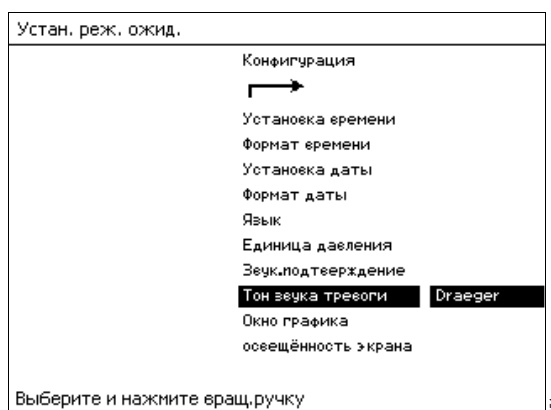 Устан. реж. ожид.
Конфигурация
Установка времени
Формат времени
Установка даты
Формат даты
Язык
Единица давления
Звук.подтверждение
Тон звука тревоги Draeger
Окно графика
освещённость экрана
Выберите и нажмите вращ.ручку